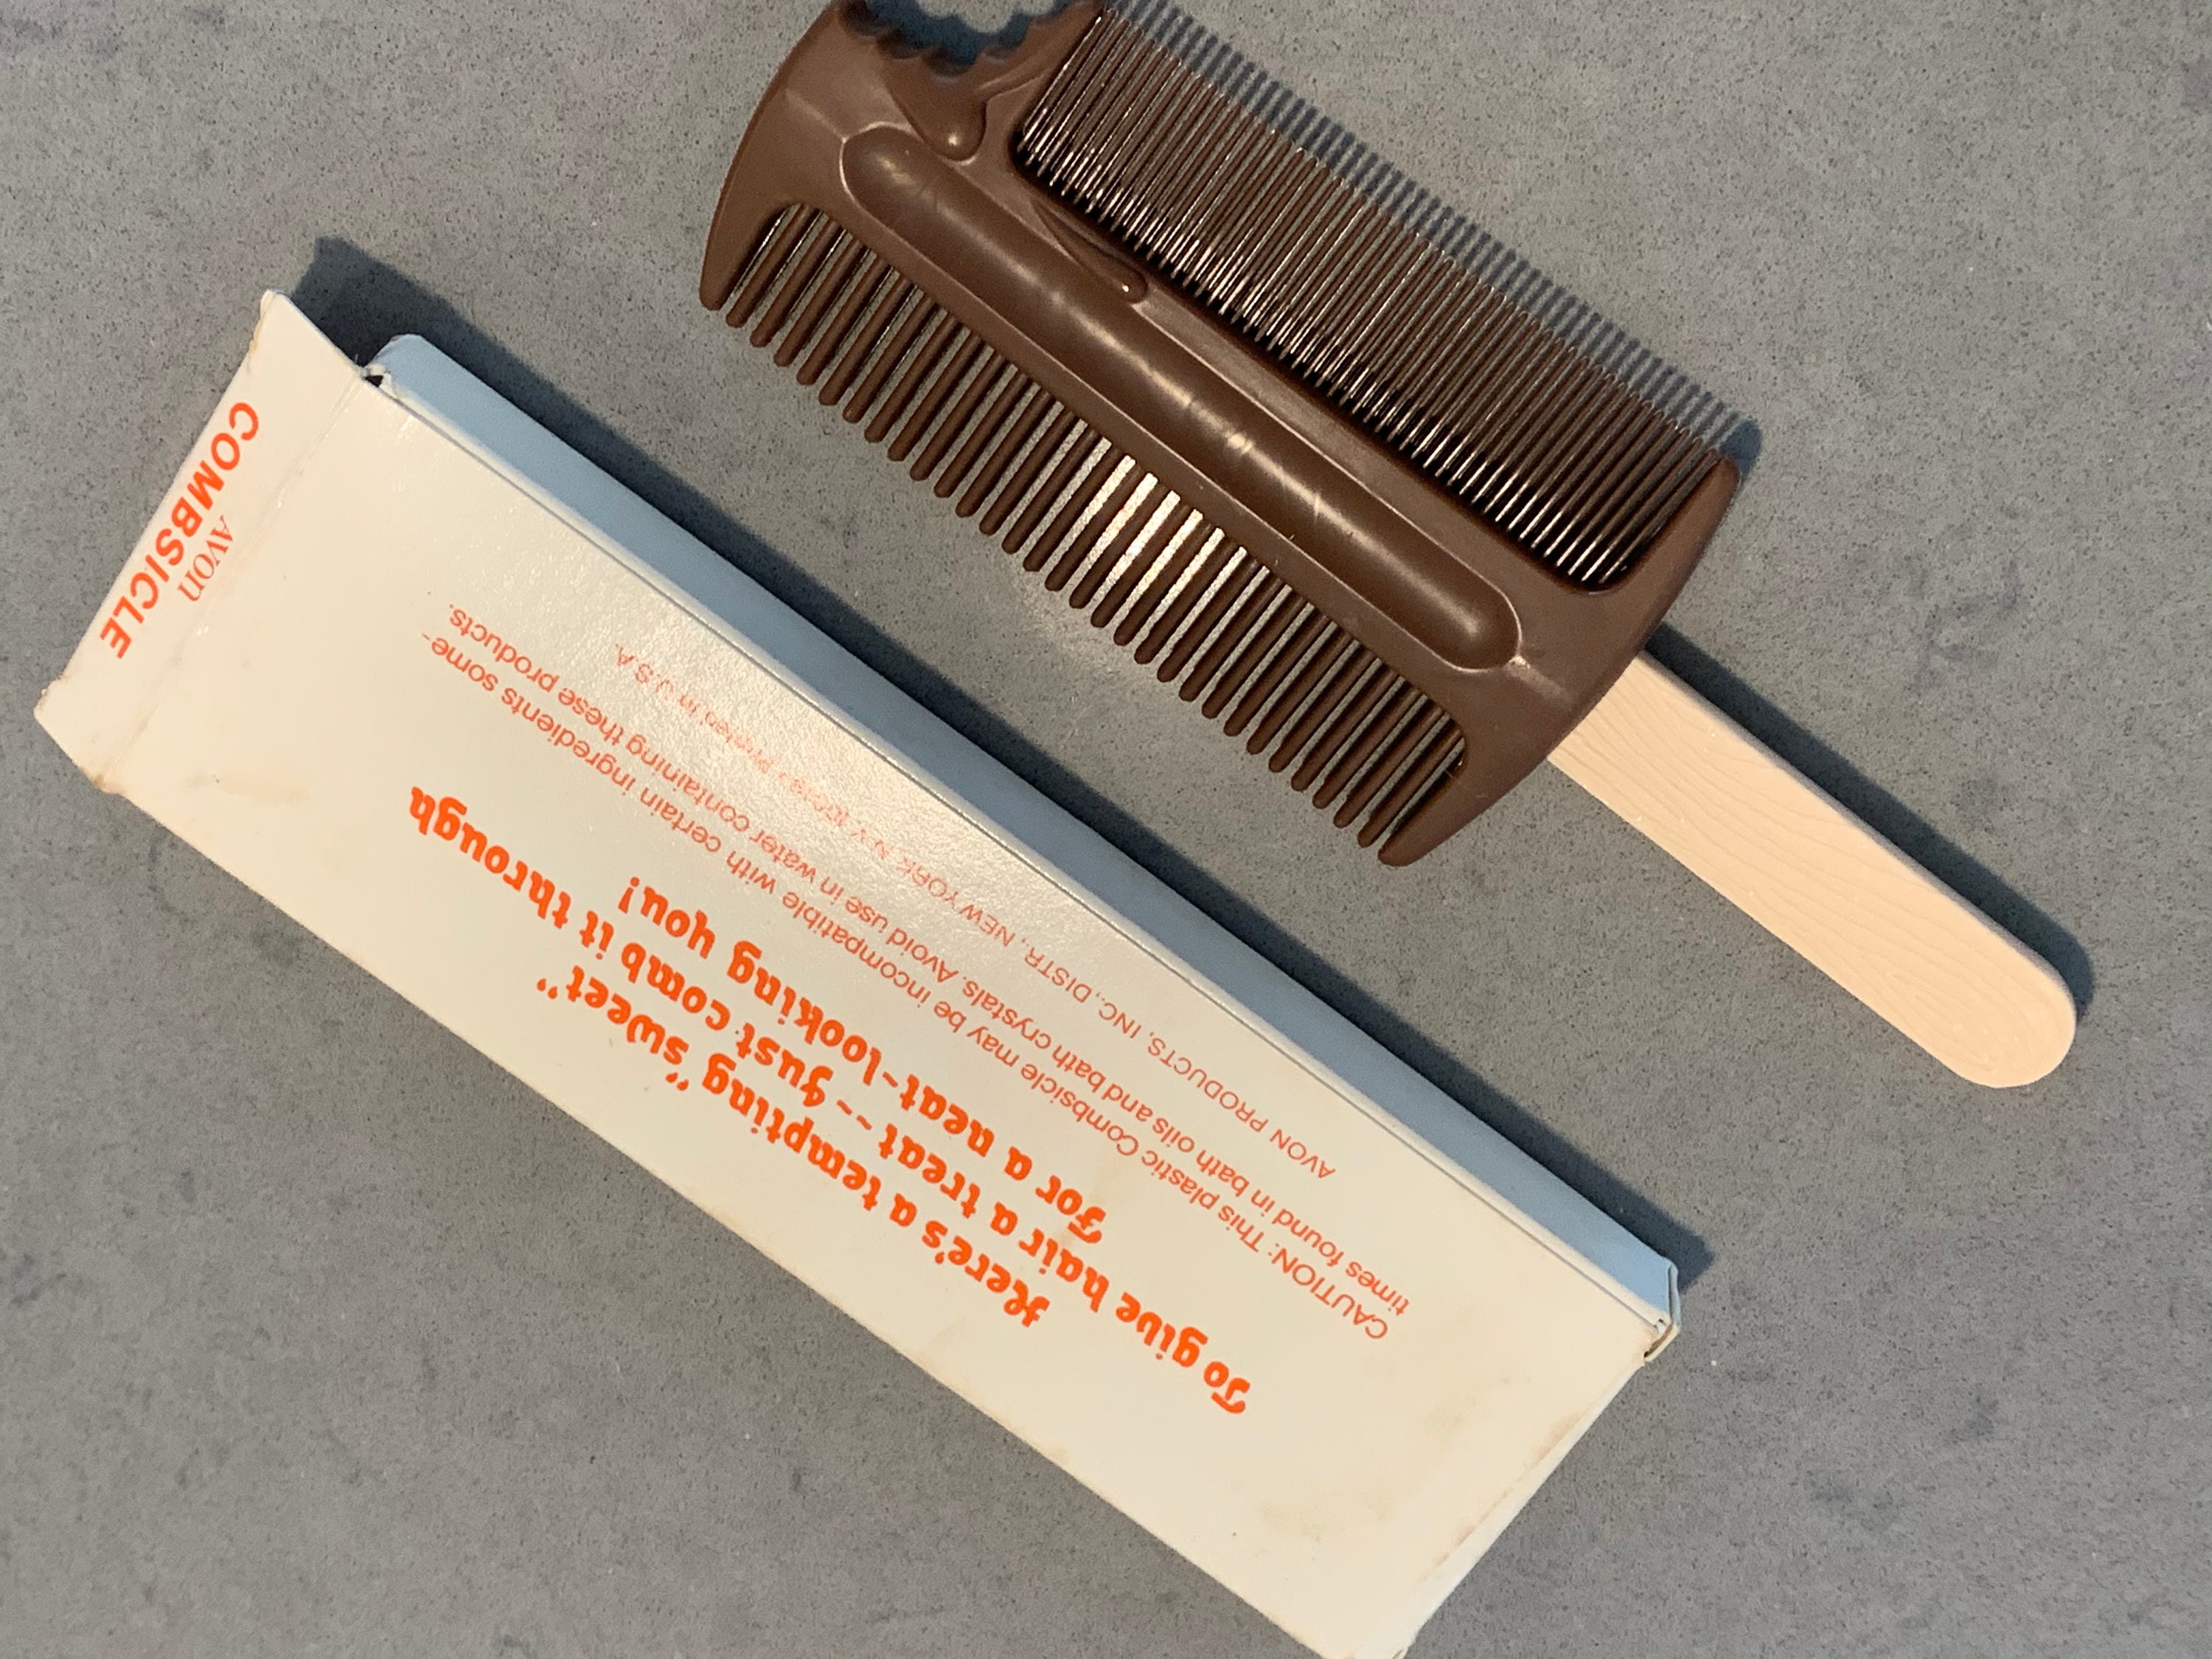 AVON
COMBSICLE
Here's a tempting "sweet"
To give hair a treat~~Just comb it through
For a neat-looking you!
CAUTION: This plastic Combsicle may be incompatible with certain ingredients some-
times found in bath oils and bath crystals. Avoid use in water containing these products.
AVON PRODUCTS, INC., DISTR., NEW YORK, N.Y. Printed in U.S.A.